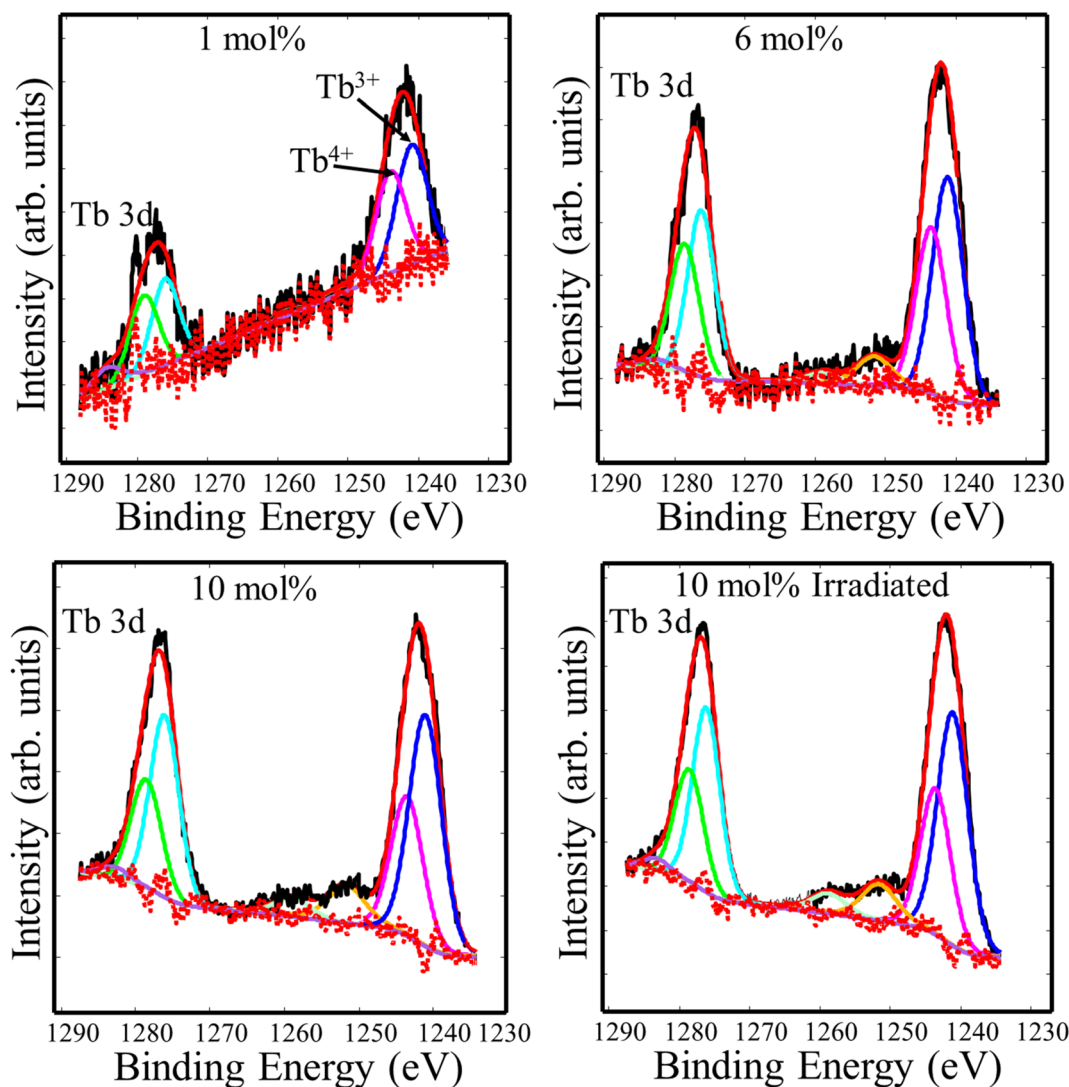 1 mol%
Tb³⁺
Tb⁴⁺
Tb 3d
Intensity (arb. units)
1290 1280 1270 1260 1250 1240 1230
Binding Energy (eV)
6 mol%
Tb 3d
Intensity (arb. units)
1290 1280 1270 1260 1250 1240 1230
Binding Energy (eV)
10 mol%
Tb 3d
Intensity (arb. units)
1290 1280 1270 1260 1250 1240 1230
Binding Energy (eV)
10 mol% Irradiated
Tb 3d
Intensity (arb. units)
1290 1280 1270 1260 1250 1240 1230
Binding Energy (eV)